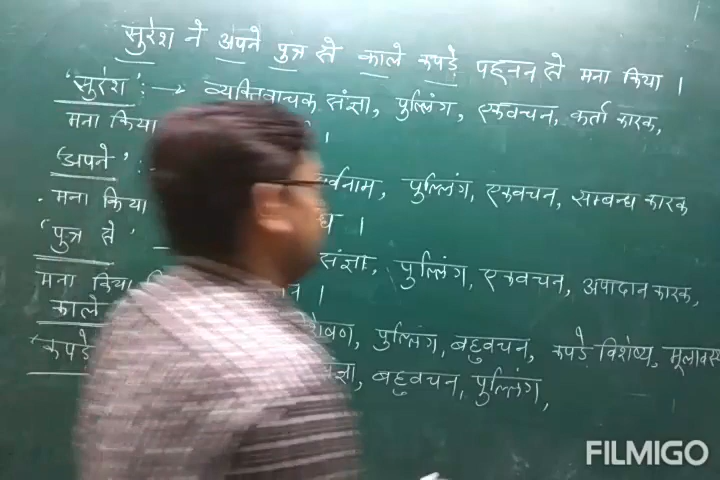 सुरेश ने अपने पुत्र से काले कपड़े पहनने से मना किया ।
'सुरेश' :- → व्यक्तिवाचक संज्ञा, पुल्लिंग, एकवचन, कर्ता कारक,
मना किया ।
'अपने' :- र्वनाम, पुल्लिंग, एकवचन, सम्बन्ध कारक
मना किया ।
'पुत्र से' संज्ञा, पुल्लिंग, एकवचन, अपादान कारक,
मना किया ।
काले शेषण, पुल्लिंग, बहुवचन, कपड़े विशेष्य,
'कपड़े ज्ञा, बहुवचन, पुल्लिंग,
FILMIGO